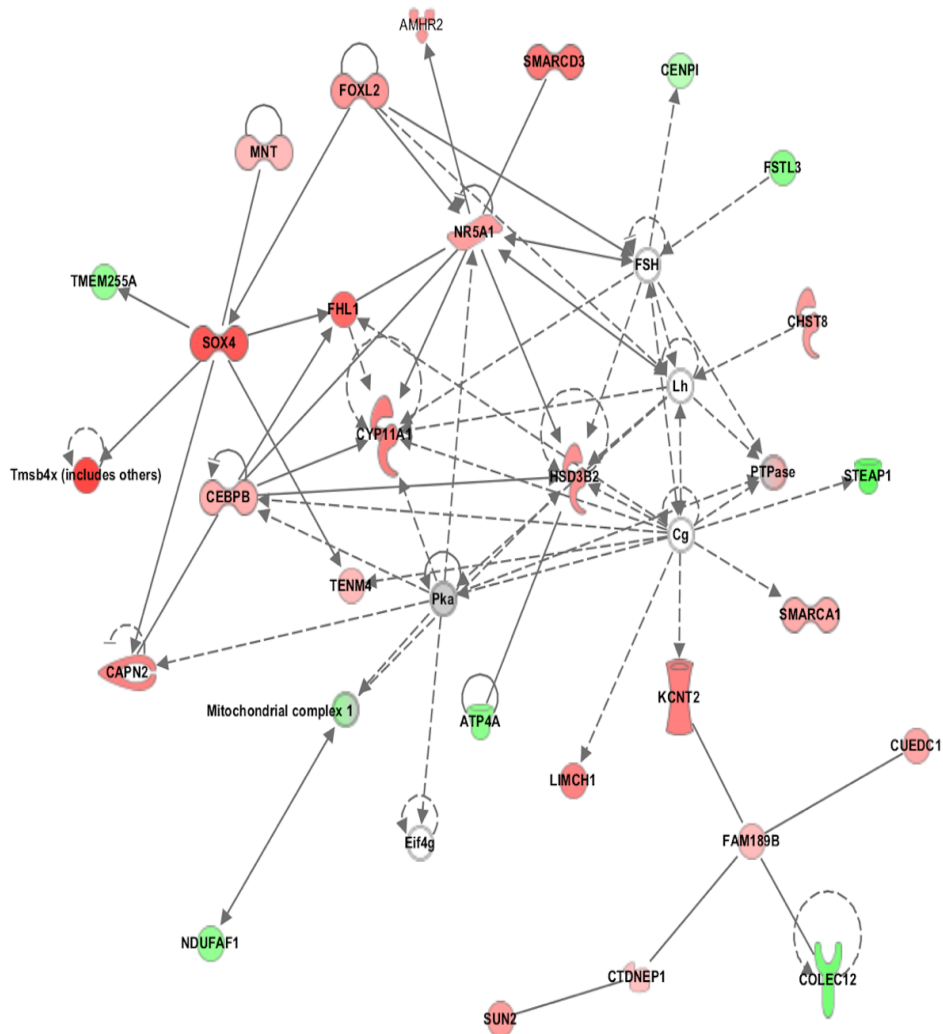 AMHR2
SMARCD3
CENPI
FOXL2
MNT
FSTL3
NR5A1
FSH
TMEM255A
FHL1
CHST8
SOX4
Lh
CYP11A1
Tmsb4x (includes others)
HSD3B2
PTPase
STEAP1
CEBPB
Cg
TENM4
Pka
SMARCA1
CAPN2
KCNT2
Mitochondrial complex 1
ATP4A
CUEDC1
LIMCH1
Eif4g
FAM189B
NDUFAF1
CTDNEP1
COLEC12
SUN2